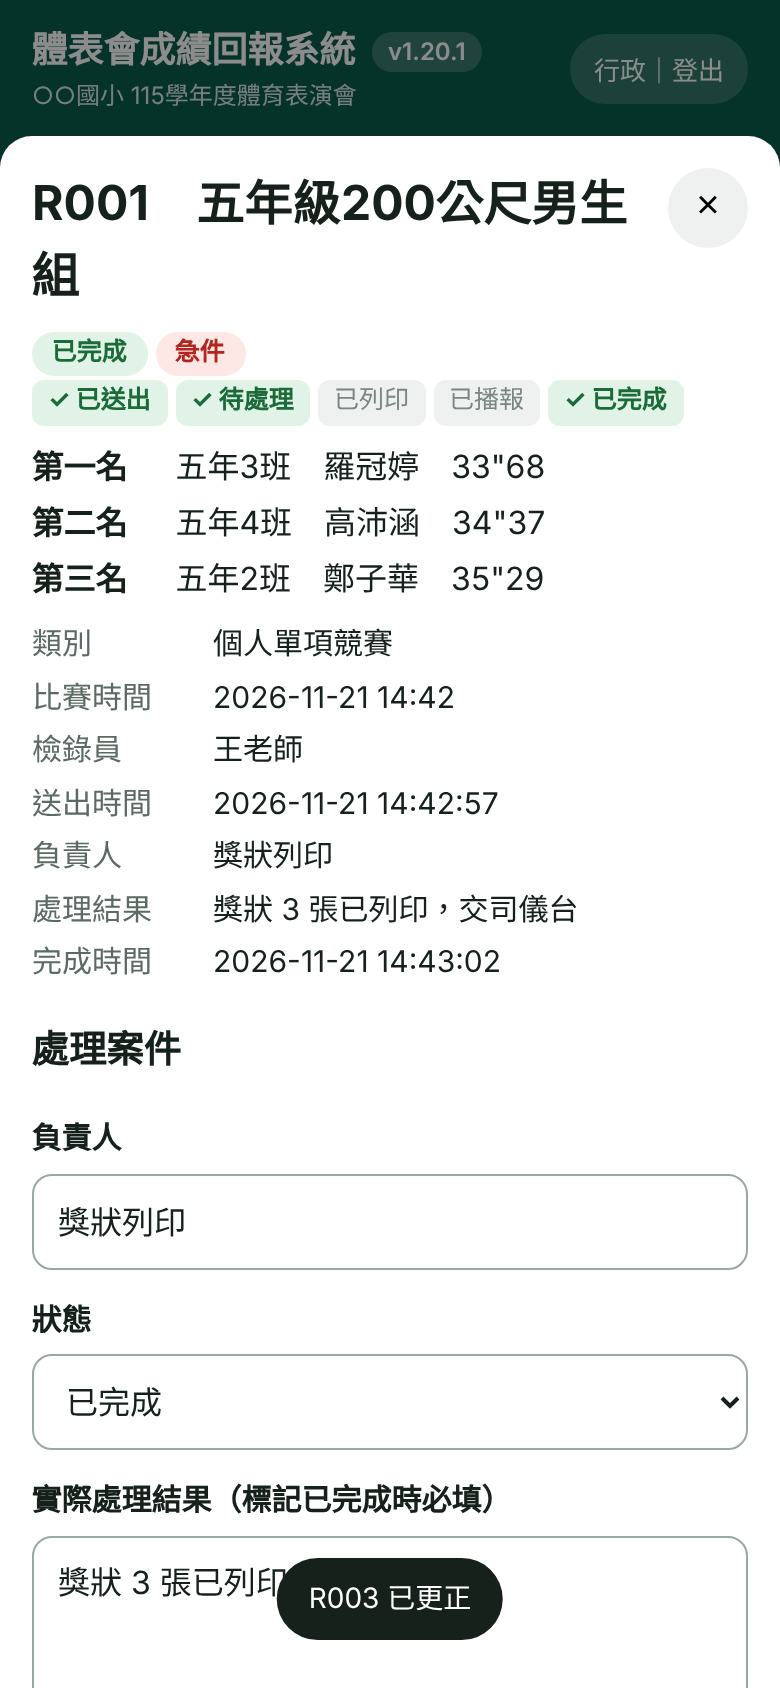 體表會成績回報系統 v1.20.1
行政｜登出
○○國小 115學年度體育表演會
R001　五年級200公尺男生
組
×
已完成 急件
✓ 已送出 ✓ 待處理 已列印 已播報 ✓ 已完成
第一名 五年3班 羅冠婷 33"68
第二名 五年4班 高沛涵 34"37
第三名 五年2班 鄭子華 35"29
類別 個人單項競賽
比賽時間 2026-11-21 14:42
檢錄員 王老師
送出時間 2026-11-21 14:42:57
負責人 獎狀列印
處理結果 獎狀 3 張已列印，交司儀台
完成時間 2026-11-21 14:43:02
處理案件
負責人
獎狀列印
狀態
已完成
實際處理結果（標記已完成時必填）
獎狀 3 張已列印
R003 已更正